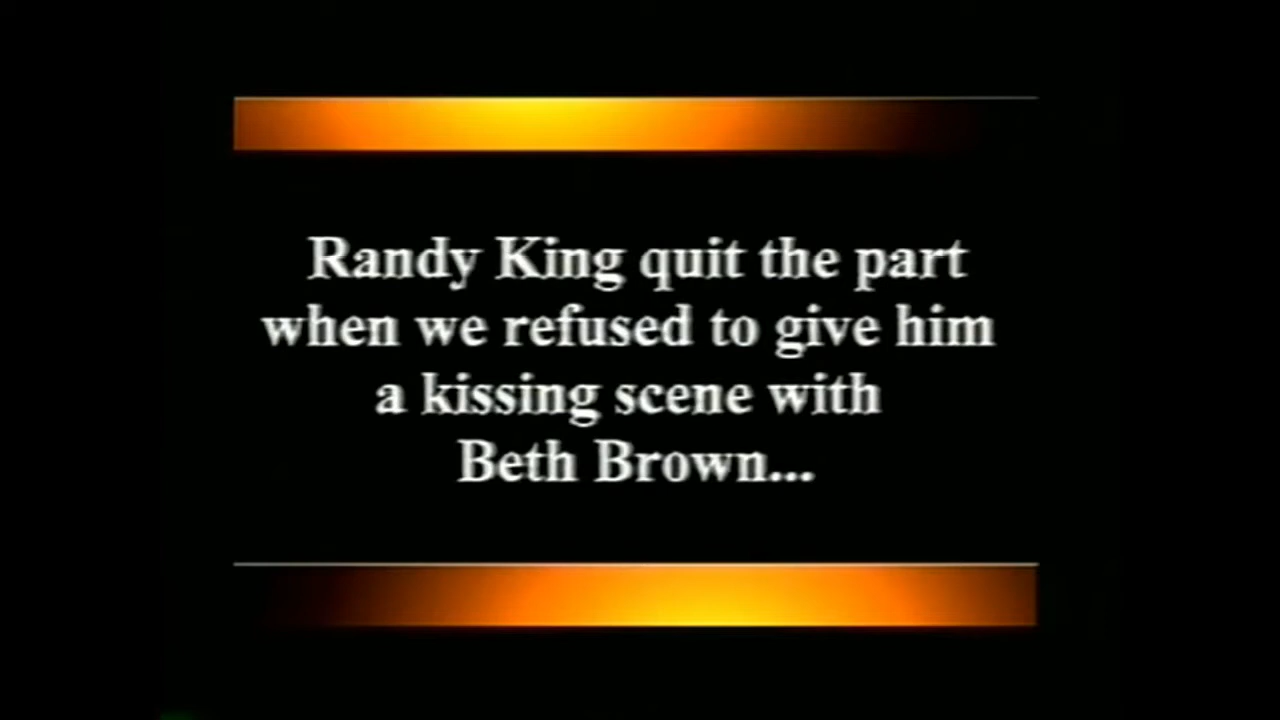 Randy King quit the part
when we refused to give him
a kissing scene with
Beth Brown...